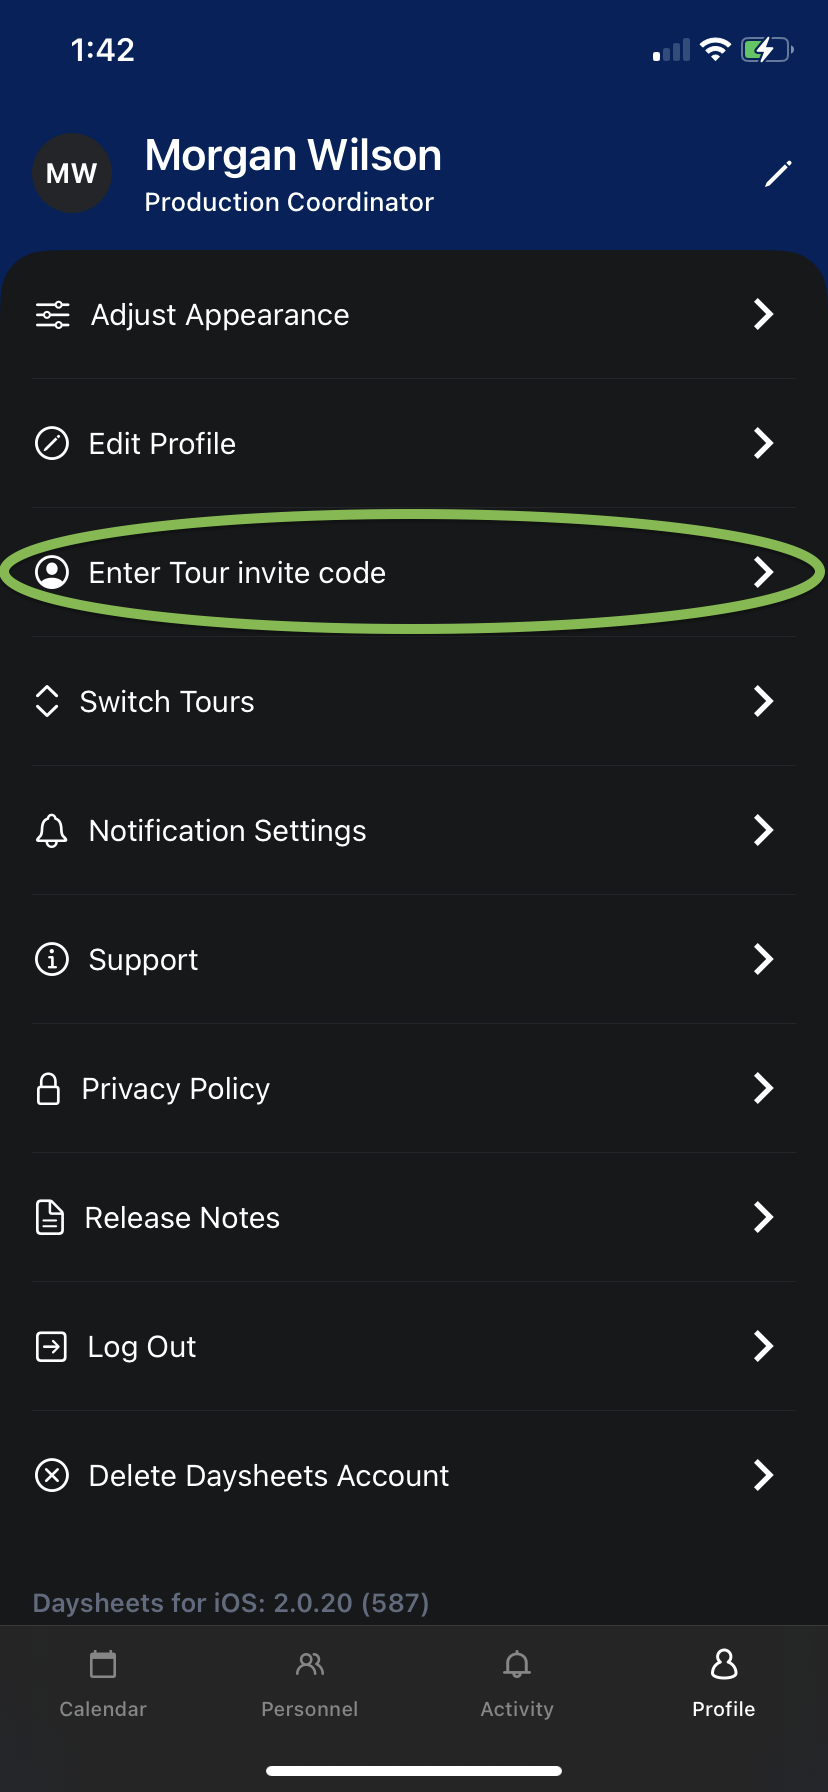 1:42
MW
Morgan Wilson
Production Coordinator
Adjust Appearance
Edit Profile
Enter Tour invite code
Switch Tours
Notification Settings
Support
Privacy Policy
Release Notes
Log Out
Delete Daysheets Account
Daysheets for iOS: 2.0.20 (587)
Calendar
Personnel
Activity
Profile